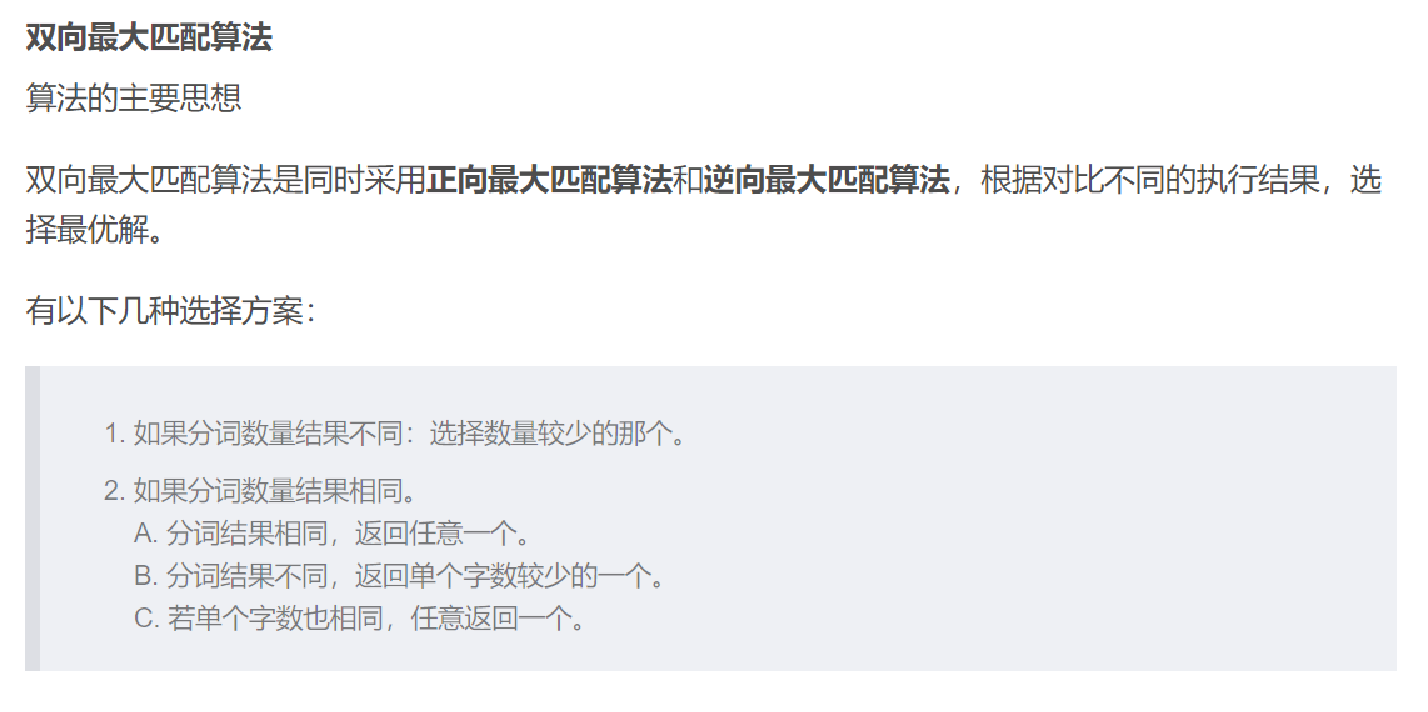 双向最大匹配算法
算法的主要思想
双向最大匹配算法是同时采用正向最大匹配算法和逆向最大匹配算法，根据对比不同的执行结果，选
择最优解。
有以下几种选择方案：
1. 如果分词数量结果不同：选择数量较少的那个。
2. 如果分词数量结果相同。
A. 分词结果相同，返回任意一个。
B. 分词结果不同，返回单个字数较少的一个。
C. 若单个字数也相同，任意返回一个。